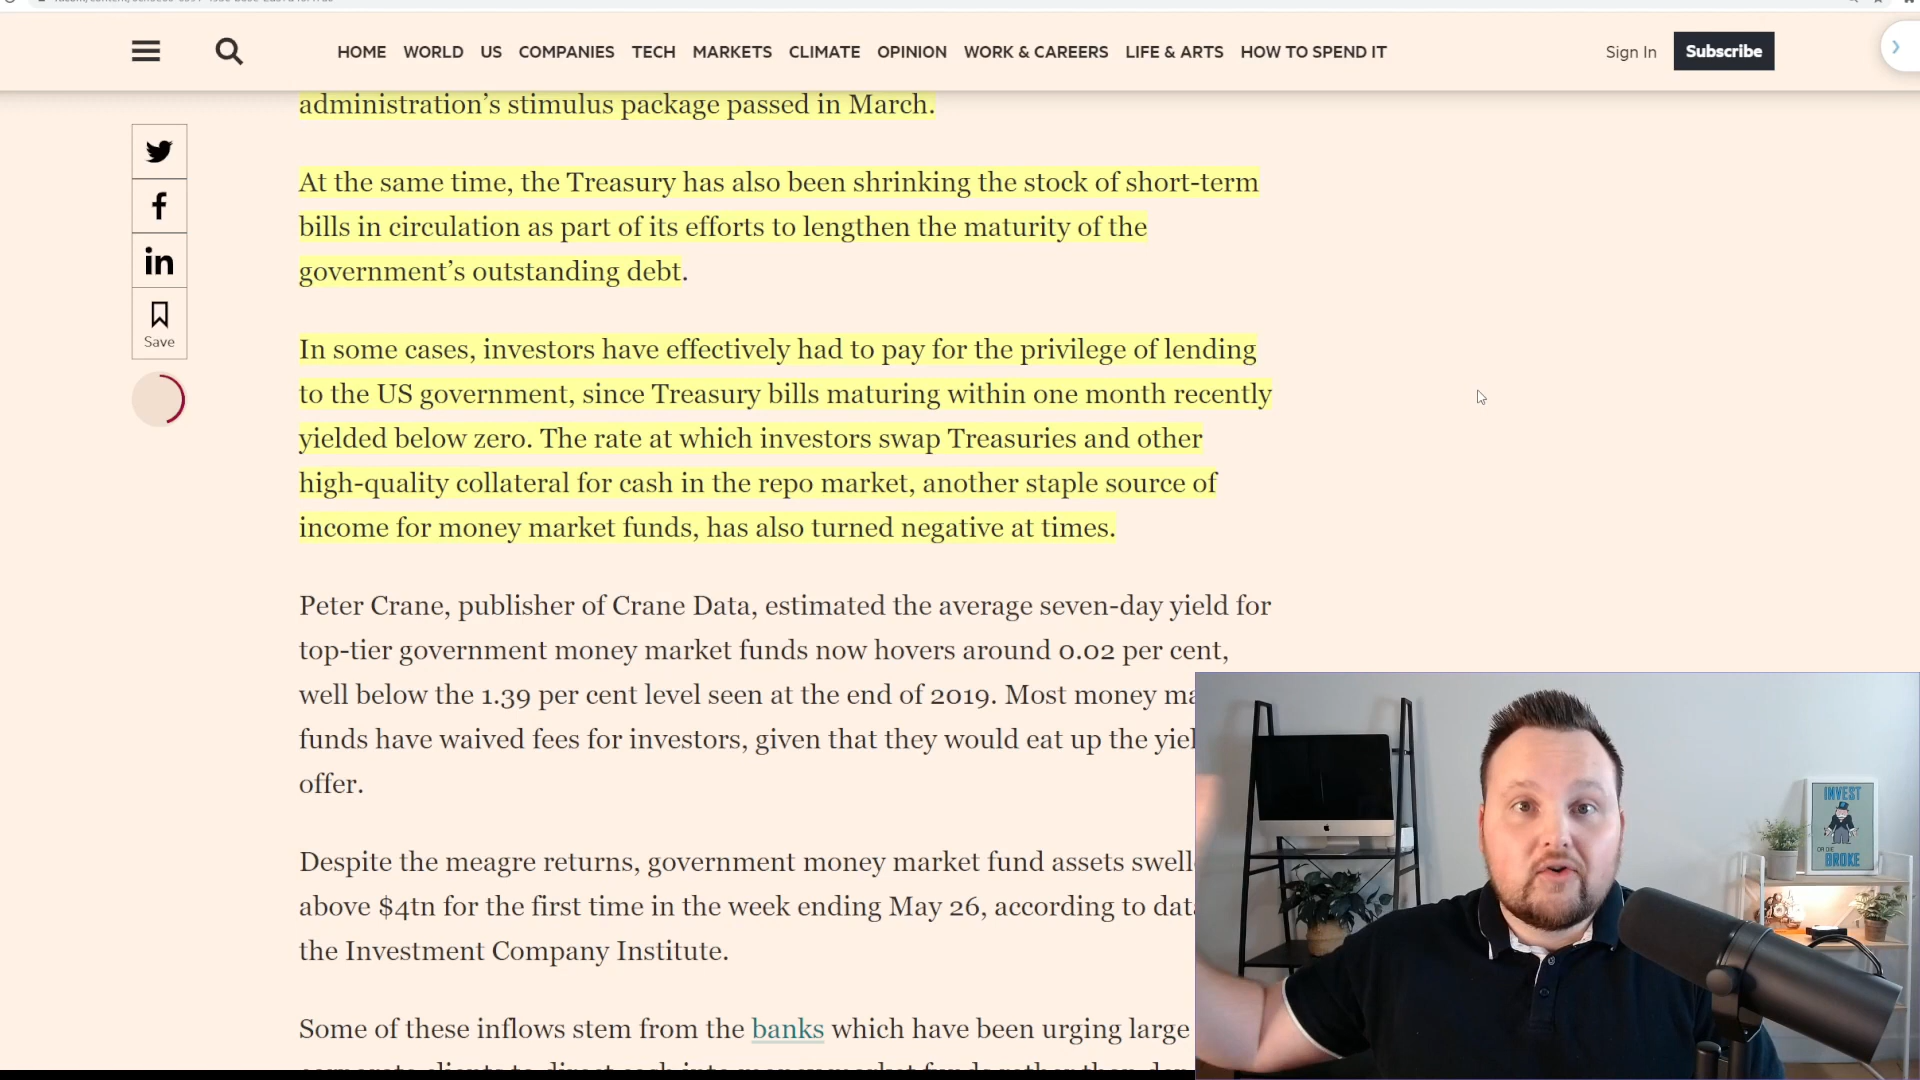 HOME WORLD US COMPANIES TECH MARKETS CLIMATE OPINION WORK & CAREERS LIFE & ARTS HOW TO SPEND IT Sign In Subscribe
administration’s stimulus package passed in March.
At the same time, the Treasury has also been shrinking the stock of short-term
bills in circulation as part of its efforts to lengthen the maturity of the
government’s outstanding debt.
Save
In some cases, investors have effectively had to pay for the privilege of lending
to the US government, since Treasury bills maturing within one month recently
yielded below zero. The rate at which investors swap Treasuries and other
high-quality collateral for cash in the repo market, another staple source of
income for money market funds, has also turned negative at times.
Peter Crane, publisher of Crane Data, estimated the average seven-day yield for
top-tier government money market funds now hovers around 0.02 per cent,
well below the 1.39 per cent level seen at the end of 2019. Most money ma
funds have waived fees for investors, given that they would eat up the yiel
offer.
Despite the meagre returns, government money market fund assets swell
above $4tn for the first time in the week ending May 26, according to data
the Investment Company Institute.
Some of these inflows stem from the banks which have been urging large
INVEST
OR DIE
BROKE